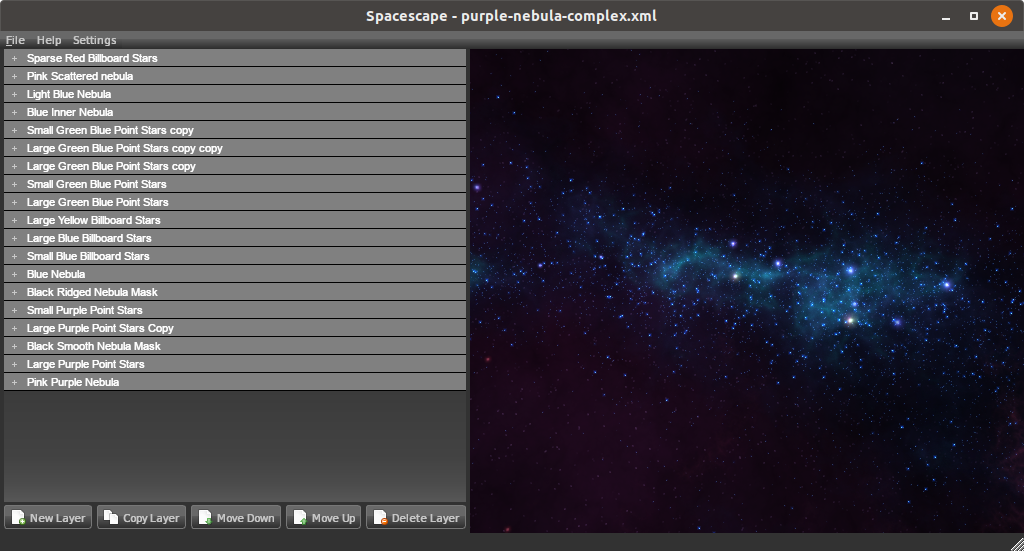 Spacescape - purple-nebula-complex.xml
File Help Settings
Sparse Red Billboard Stars
Pink Scattered nebula
Light Blue Nebula
Blue Inner Nebula
Small Green Blue Point Stars copy
Large Green Blue Point Stars copy copy
Large Green Blue Point Stars copy
Small Green Blue Point Stars
Large Green Blue Point Stars
Large Yellow Billboard Stars
Large Blue Billboard Stars
Small Blue Billboard Stars
Blue Nebula
Black Ridged Nebula Mask
Small Purple Point Stars
Large Purple Point Stars Copy
Black Smooth Nebula Mask
Large Purple Point Stars
Pink Purple Nebula
New Layer Copy Layer Move Down Move Up Delete Layer